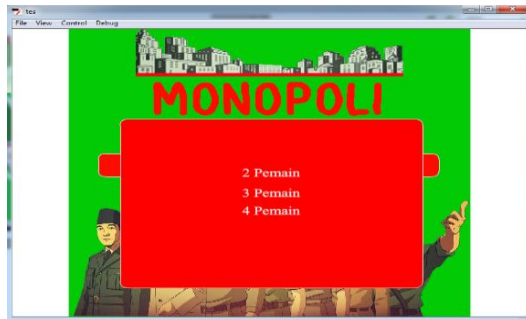 tes
File View Control Debug
MONOPOLI
2 Pemain
3 Pemain
4 Pemain